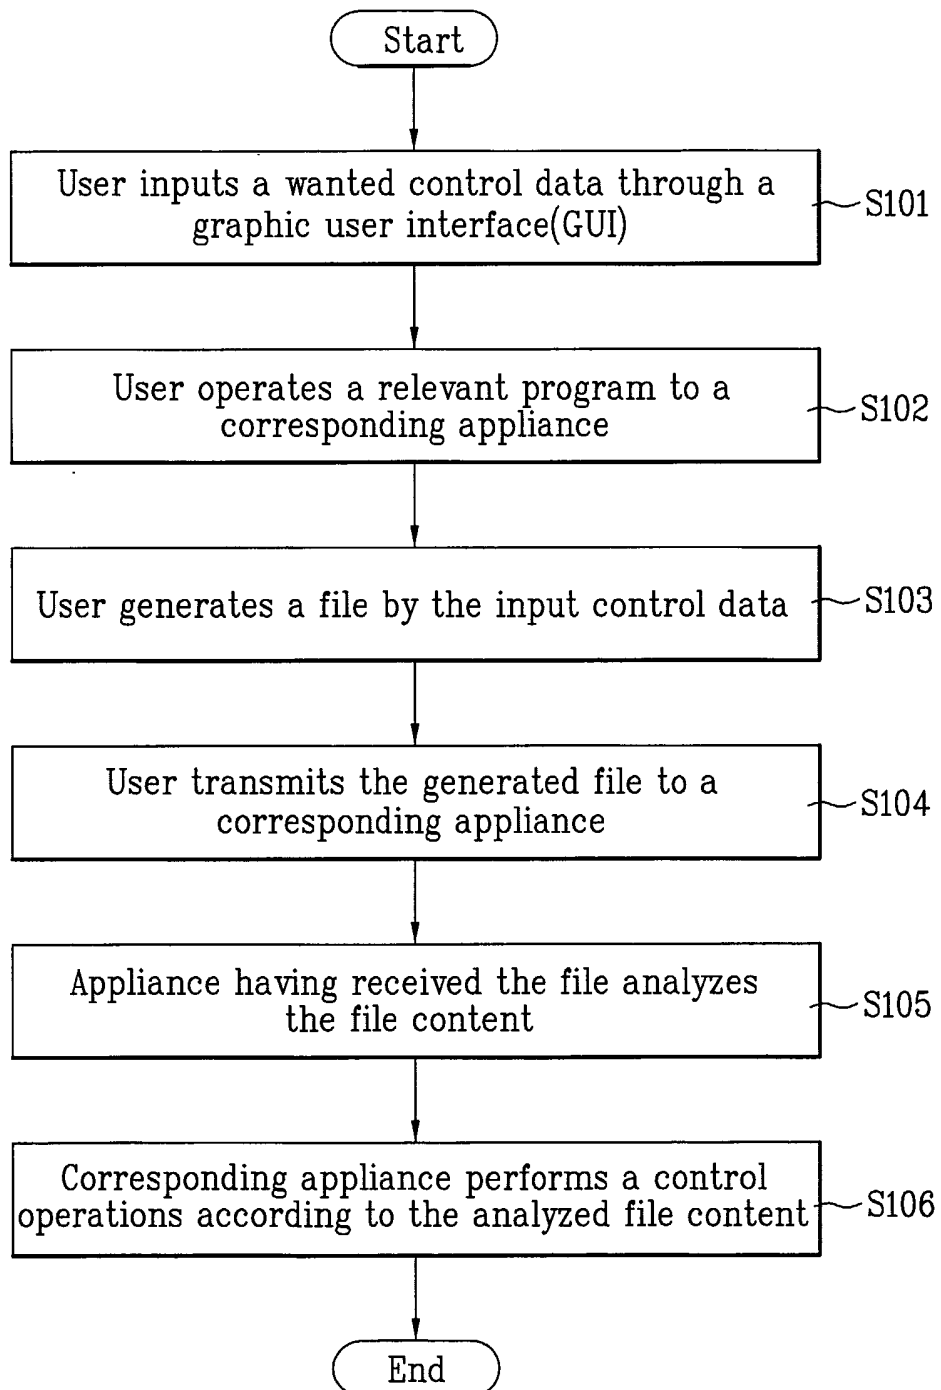 Start
User inputs a wanted control data through a
graphic user interface(GUI)
S101
User operates a relevant program to a
corresponding appliance
S102
User generates a file by the input control data
S103
User transmits the generated file to a
corresponding appliance
S104
Appliance having received the file analyzes
the file content
S105
Corresponding appliance performs a control
operations according to the analyzed file content
S106
End